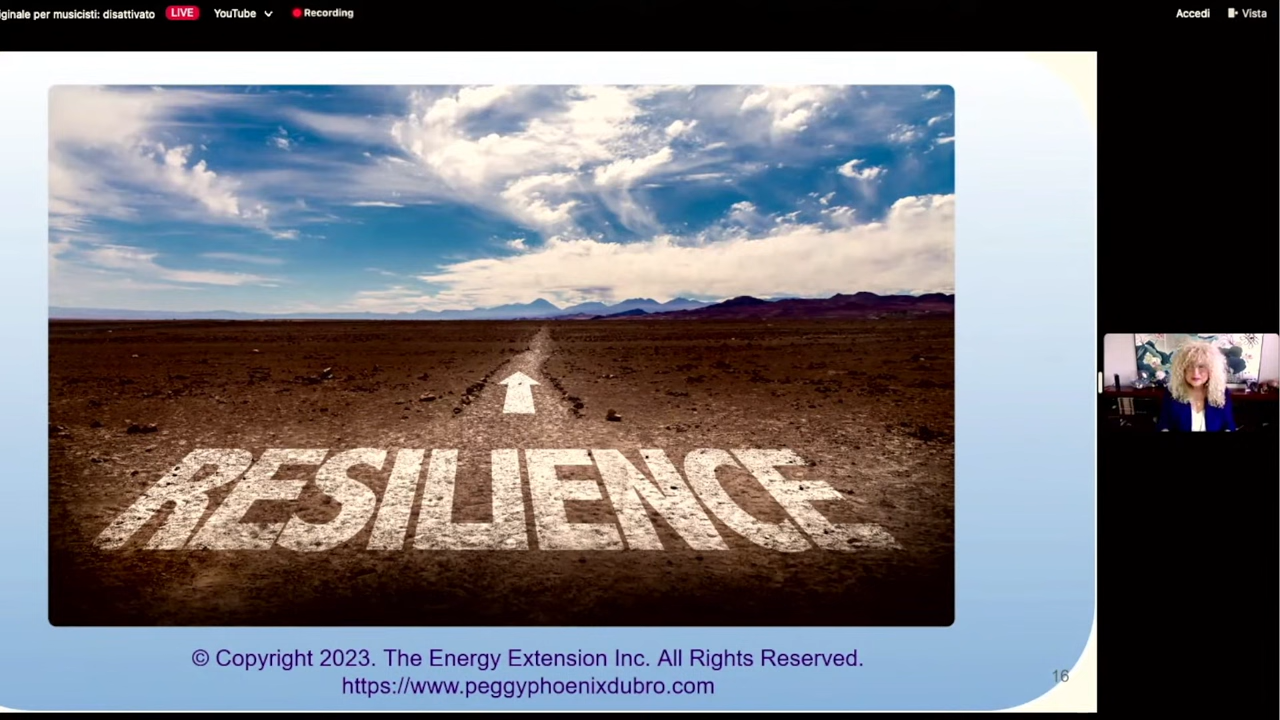 iginale per musicisti: disattivato LIVE YouTube Recording Accedi Vista
RESILIENCE
© Copyright 2023. The Energy Extension Inc. All Rights Reserved.
https://www.peggyphoenixdubro.com
16